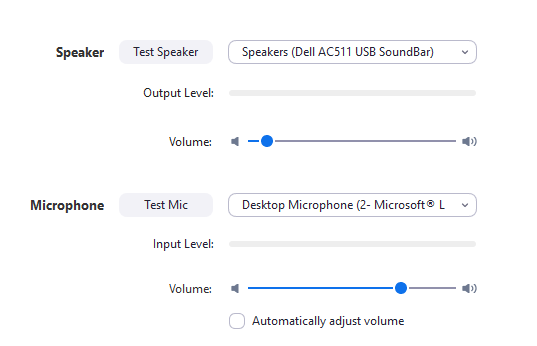 Speaker Test Speaker Speakers (Dell AC511 USB SoundBar)
Output Level:
Volume:
Microphone Test Mic Desktop Microphone (2- Microsoft® L
Input Level:
Volume:
Automatically adjust volume